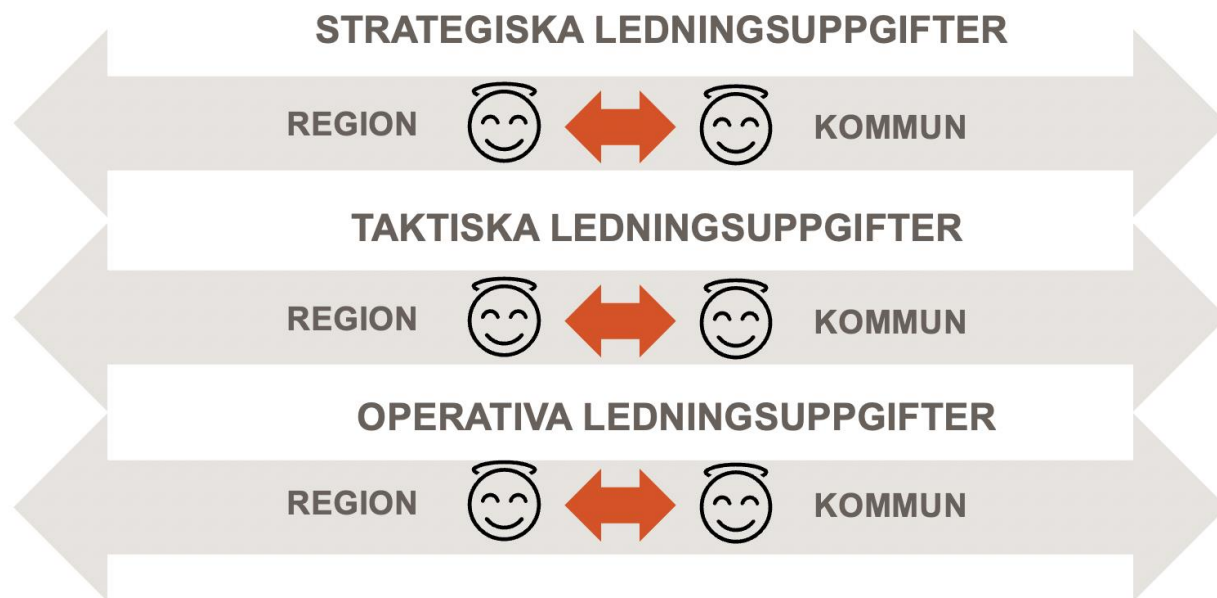 STRATEGISKA LEDNINGSUPPGIFTER
REGION KOMMUN
TAKTISKA LEDNINGSUPPGIFTER
REGION KOMMUN
OPERATIVA LEDNINGSUPPGIFTER
REGION KOMMUN